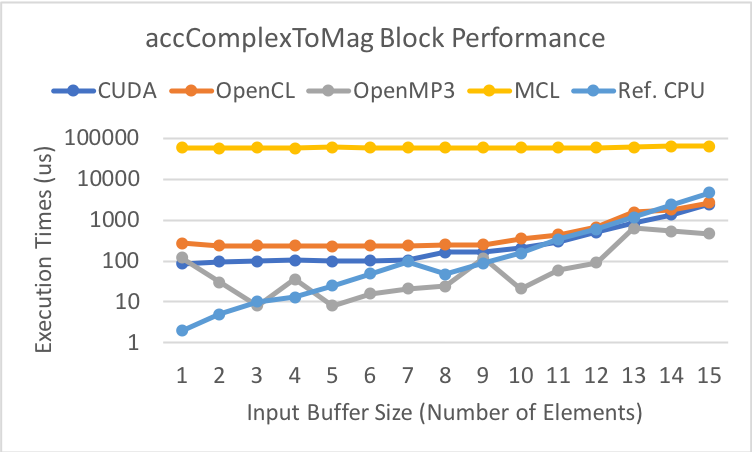 accComplexToMag Block Performance
CUDA OpenCL OpenMP3 MCL Ref. CPU
Execution Times (us)
100000
10000
1000
100
10
1
1 2 3 4 5 6 7 8 9 10 11 12 13 14 15
Input Buffer Size (Number of Elements)